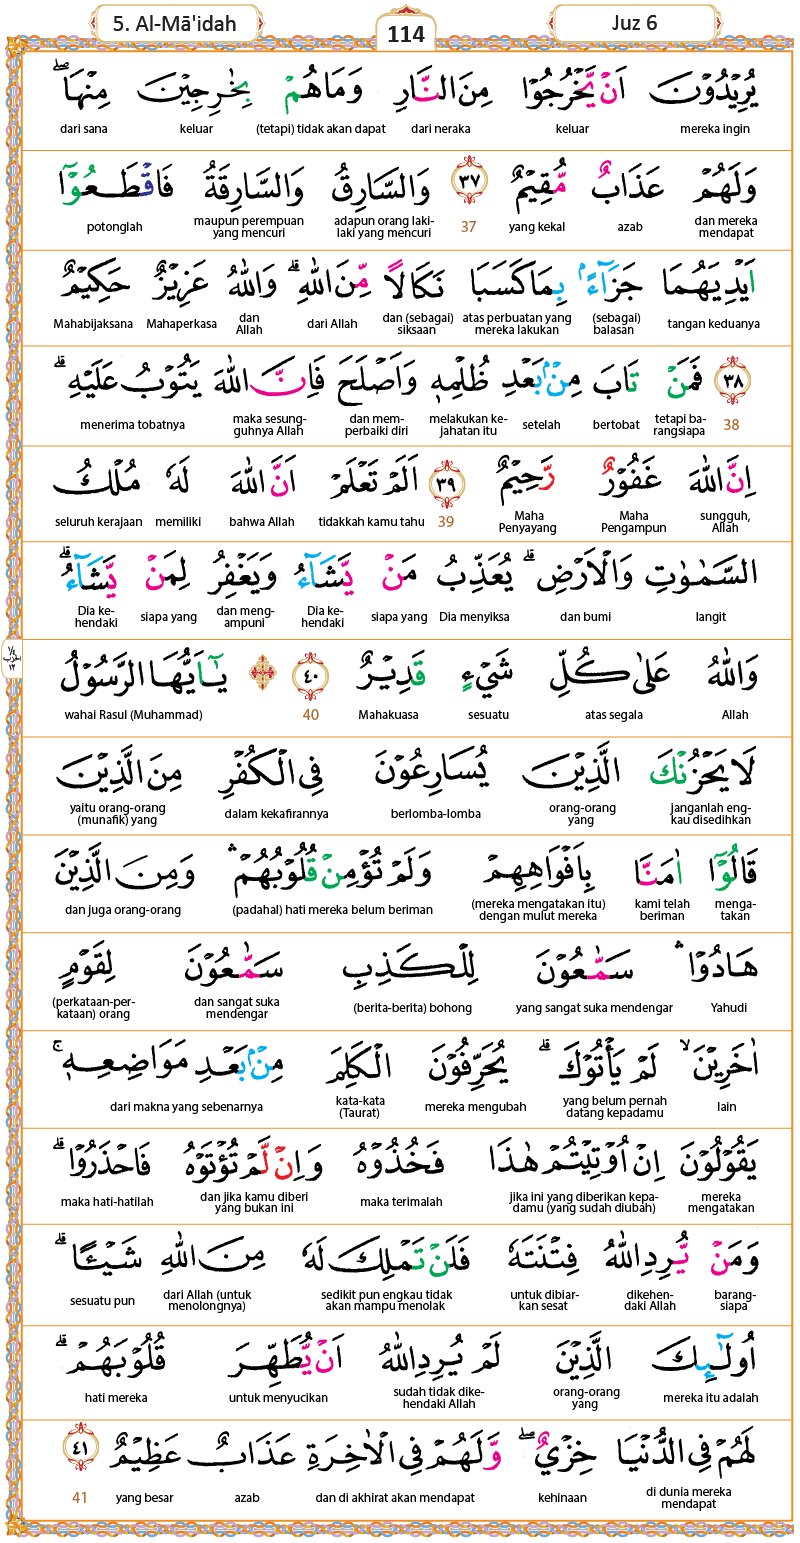 5. Al-Mā'idah
114
Juz 6
يُرِيْدُوْنَ اَنْ يَّخْرُجُوْا مِنَ النَّارِ وَمَا هُمْ بِخٰرِجِيْنَ مِنْهَا ۖ
mereka ingin keluar dari neraka (tetapi) tidak akan dapat keluar dari sana
وَلَهُمْ عَذَابٌ مُّقِيْمٌ ٣٧ وَالسَّارِقُ وَالسَّارِقَةُ فَاقْطَعُوْٓا
dan mereka mendapat azab yang kekal 37 adapun orang laki-laki yang mencuri maupun perempuan yang mencuri potonglah
اَيْدِيَهُمَا جَزَاۤءًۢ بِمَا كَسَبَا نَكَالًا مِّنَ اللّٰهِ ۗ وَاللّٰهُ عَزِيْزٌ حَكِيْمٌ
tangan keduanya (sebagai) balasan atas perbuatan yang mereka lakukan dan (sebagai) siksaan dari Allah dan Allah Mahaperkasa Mahabijaksana
٣٨ فَمَنْ تَابَ مِنْۢ بَعْدِ ظُلْمِهٖ وَاَصْلَحَ فَاِنَّ اللّٰهَ يَتُوْبُ عَلَيْهِ ۗ
38 tetapi barangsiapa bertobat setelah melakukan kejahatan itu dan memperbaiki diri maka sesungguhnya Allah menerima tobatnya
اِنَّ اللّٰهَ غَفُوْرٌ رَّحِيْمٌ ٣٩ اَلَمْ تَعْلَمْ اَنَّ اللّٰهَ لَهٗ مُلْكُ
sungguh, Allah Maha Pengampun Maha Penyayang 39 tidakkah kamu tahu bahwa Allah memiliki seluruh kerajaan
السَّمٰوٰتِ وَالْاَرْضِ ۗ يُعَذِّبُ مَنْ يَّشَاۤءُ وَيَغْفِرُ لِمَنْ يَّشَاۤءُ ۗ
langit dan bumi Dia menyiksa siapa yang Dia kehendaki dan mengampuni siapa yang Dia kehendaki
وَاللّٰهُ عَلٰى كُلِّ شَيْءٍ قَدِيْرٌ ٤٠ يٰٓاَيُّهَا الرَّسُوْلُ
Allah atas segala sesuatu Mahakuasa 40 wahai Rasul (Muhammad)
لَا يَحْزُنْكَ الَّذِيْنَ يُسَارِعُوْنَ فِى الْكُفْرِ مِنَ الَّذِيْنَ
janganlah engkau disedihkan orang-orang yang berlomba-lomba dalam kekafirannya yaitu orang-orang (munafik) yang
قَالُوْٓا اٰمَنَّا بِاَفْوَاهِهِمْ وَلَمْ تُؤْمِنْ قُلُوْبُهُمْ ۛ وَمِنَ الَّذِيْنَ
mengatakan kami telah beriman (mereka mengatakan itu) dengan mulut mereka (padahal) hati mereka belum beriman dan juga orang-orang
هَادُوْا ۛ سَمّٰعُوْنَ لِلْكَذِبِ سَمّٰعُوْنَ لِقَوْمٍ
Yahudi yang sangat suka mendengar (berita-berita) bohong dan sangat suka mendengar (perkataan-perkataan) orang
اٰخَرِيْنَ ۙ لَمْ يَأْتُوْكَ ۗ يُحَرِّفُوْنَ الْكَلِمَ مِنْۢ بَعْدِ مَوَاضِعِهٖ ۚ
lain yang belum pernah datang kepadamu mereka mengubah kata-kata (Taurat) dari makna yang sebenarnya
يَقُوْلُوْنَ اِنْ اُوْتِيْتُمْ هٰذَا فَخُذُوْهُ وَاِنْ لَّمْ تُؤْتَوْهُ فَاحْذَرُوْا ۗ
mereka mengatakan jika ini yang diberikan kepadamu (yang sudah diubah) maka terimalah dan jika kamu diberi yang bukan ini maka hati-hatilah
وَمَنْ يُّرِدِ اللّٰهُ فِتْنَتَهٗ فَلَنْ تَمْلِكَ لَهٗ مِنَ اللّٰهِ شَيْـًٔا ۗ
barangsiapa dikehendaki Allah untuk dibiarkan sesat sedikit pun engkau tidak akan mampu menolak dari Allah (untuk menolongnya) sesuatu pun
اُولٰۤىِٕكَ الَّذِيْنَ لَمْ يُرِدِ اللّٰهُ اَنْ يُّطَهِّرَ قُلُوْبَهُمْ ۗ
mereka itu adalah orang-orang yang sudah tidak dikehendaki Allah untuk menyucikan hati mereka
لَهُمْ فِى الدُّنْيَا خِزْيٌ ۖ وَّلَهُمْ فِى الْاٰخِرَةِ عَذَابٌ عَظِيْمٌ ٤١
di dunia mereka mendapat kehinaan dan di akhirat akan mendapat azab yang besar 41